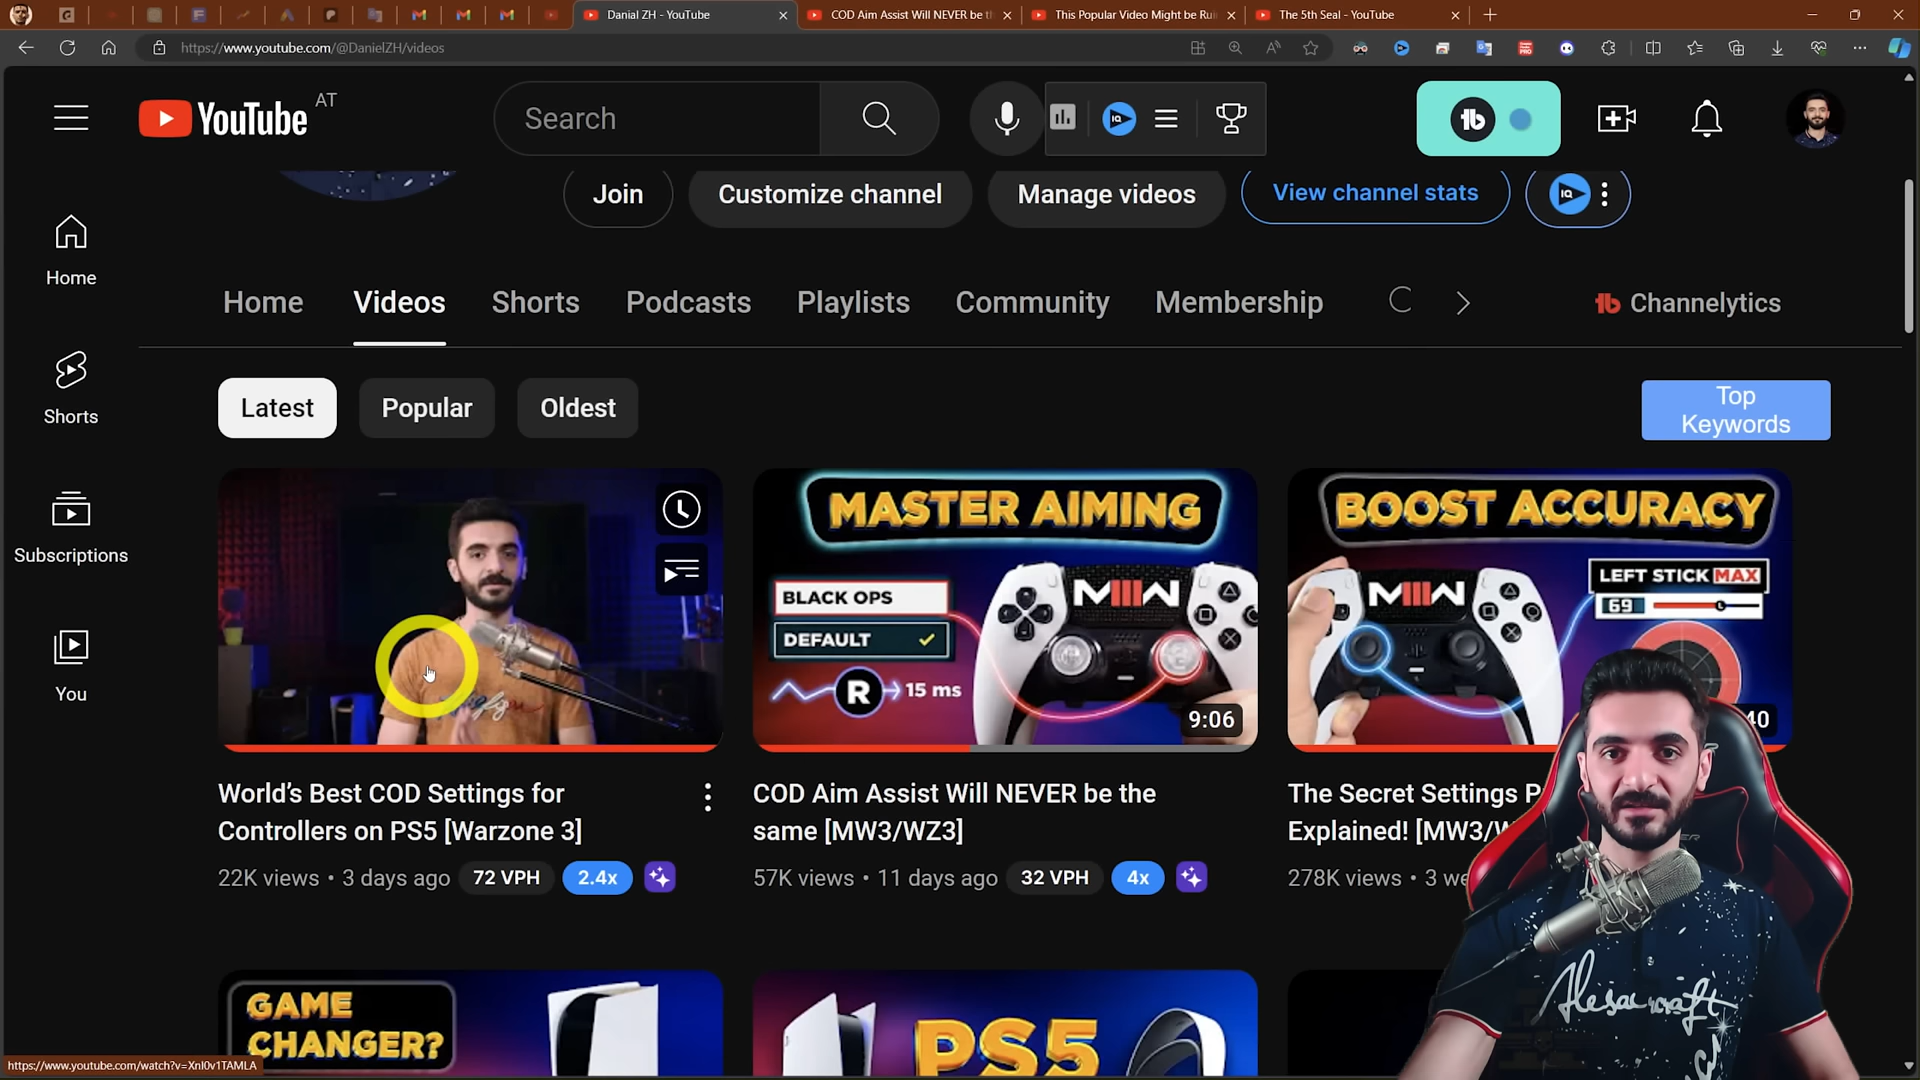 Danial ZH - YouTube
COD Aim Assist Will NEVER be th
This Popular Video Might be Rui
The 5th Seal - YouTube
https://www.youtube.com/@DanielZH/videos
YouTube AT
Search
Join
Customize channel
Manage videos
View channel stats
Home
Videos
Shorts
Podcasts
Playlists
Community
Membership
Channelytics
Home
Shorts
Subscriptions
You
Latest
Popular
Oldest
Top
Keywords
MASTER AIMING
BLACK OPS
DEFAULT
R
15 ms
MW
9:06
BOOST ACCURACY
MW
LEFT STICK MAX
69
L
40
World's Best COD Settings for
Controllers on PS5 [Warzone 3]
22K views • 3 days ago
72 VPH
2.4x
COD Aim Assist Will NEVER be the
same [MW3/WZ3]
57K views • 11 days ago
32 VPH
4x
The Secret Settings P
Explained! [MW3/W
278K views • 3 we
GAME
CHANGER?
PS5
https://www.youtube.com/watch?v=Xnl0v1TAMLA